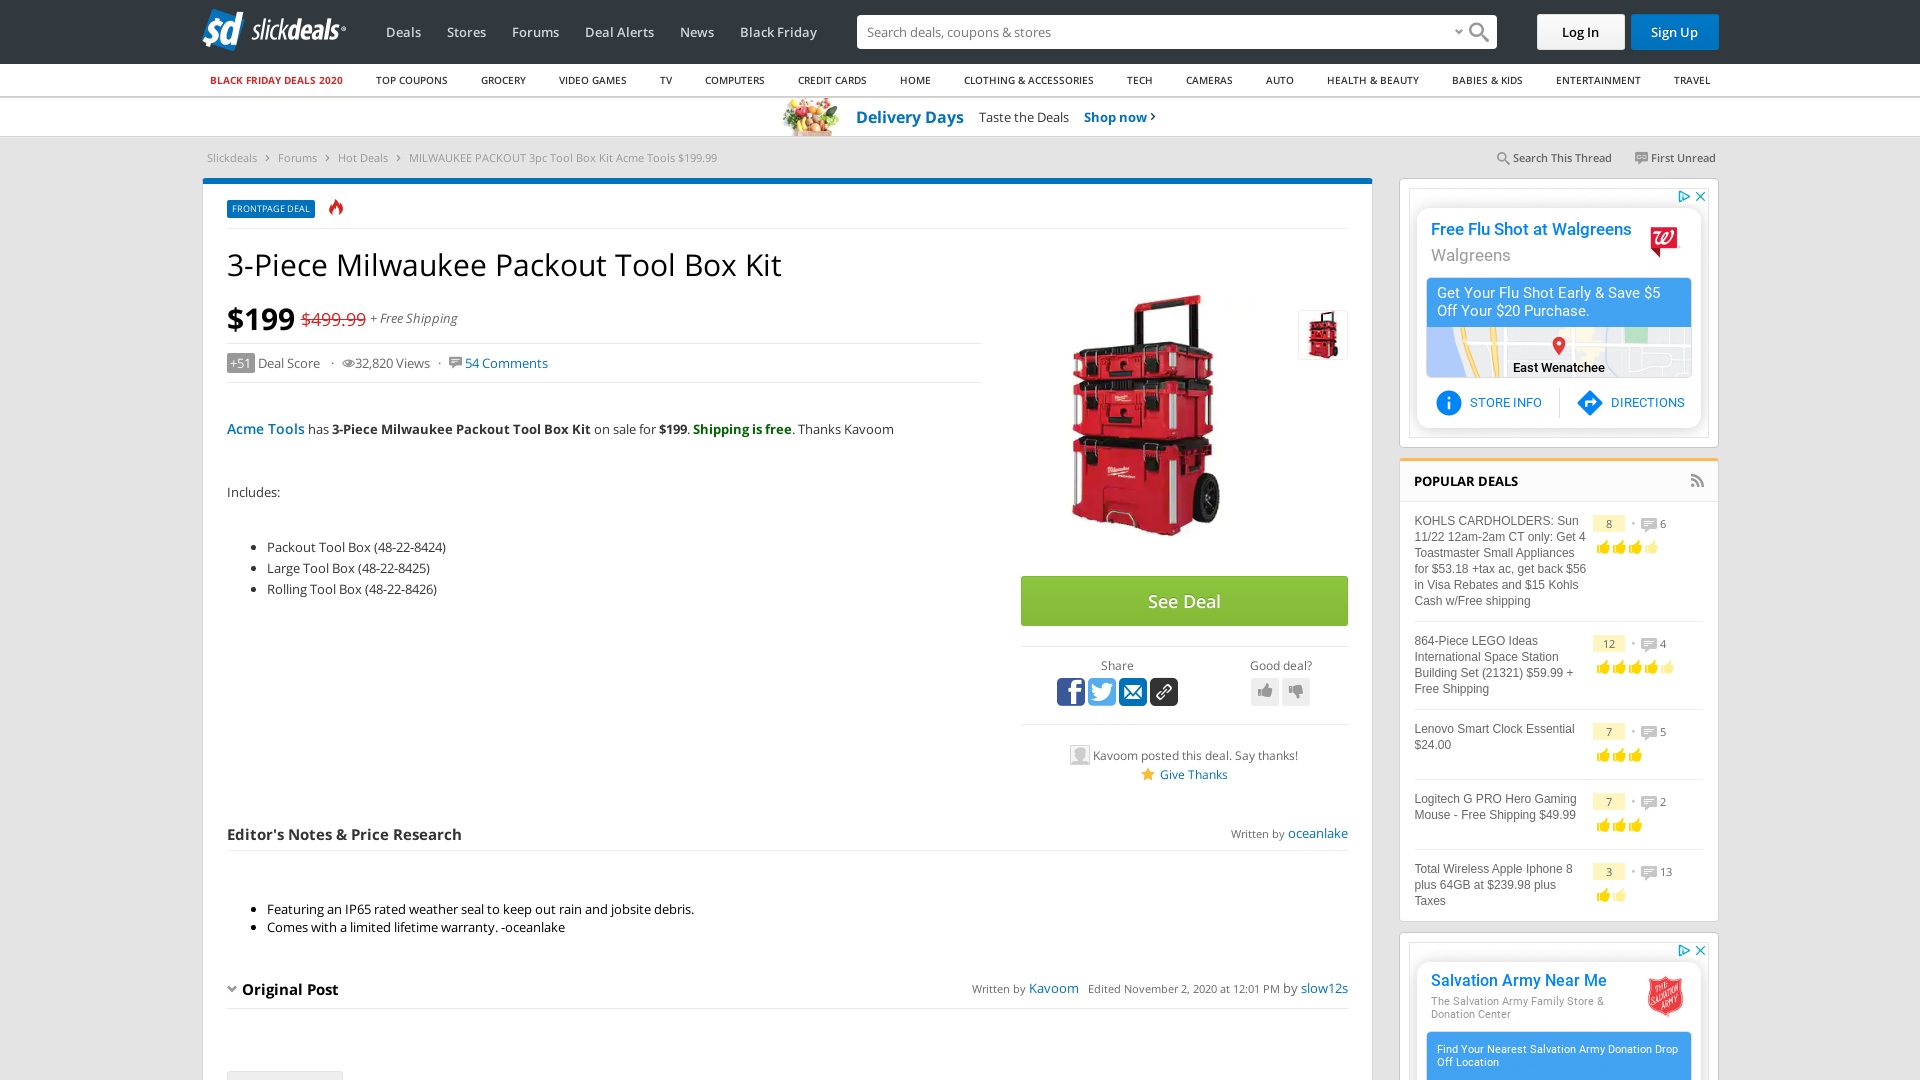 sd slickdeals
Deals
Stores
Forums
Deal Alerts
News
Black Friday
Search deals, coupons & stores
Log In
Sign Up
BLACK FRIDAY DEALS 2020
TOP COUPONS
GROCERY
VIDEO GAMES
TV
COMPUTERS
CREDIT CARDS
HOME
CLOTHING & ACCESSORIES
TECH
CAMERAS
AUTO
HEALTH & BEAUTY
BABIES & KIDS
ENTERTAINMENT
TRAVEL
Delivery Days Taste the Deals Shop now
Slickdeals > Forums > Hot Deals > MILWAUKEE PACKOUT 3pc Tool Box Kit Acme Tools $199.99
Search This Thread
First Unread
FRONTPAGE DEAL
3-Piece Milwaukee Packout Tool Box Kit
$199 $499.99 + Free Shipping
+51 Deal Score · 32,820 Views · 54 Comments
Acme Tools has 3-Piece Milwaukee Packout Tool Box Kit on sale for $199. Shipping is free. Thanks Kavoom
Includes:
Packout Tool Box (48-22-8424)
Large Tool Box (48-22-8425)
Rolling Tool Box (48-22-8426)
Milwaukee
See Deal
Share
Good deal?
Kavoom posted this deal. Say thanks!
Give Thanks
Editor's Notes & Price Research
Written by oceanlake
Featuring an IP65 rated weather seal to keep out rain and jobsite debris.
Comes with a limited lifetime warranty. -oceanlake
Original Post
Written by Kavoom Edited November 2, 2020 at 12:01 PM by slow12s
Free Flu Shot at Walgreens
Walgreens
Get Your Flu Shot Early & Save $5
Off Your $20 Purchase.
East Wenatchee
STORE INFO
DIRECTIONS
POPULAR DEALS
KOHLS CARDHOLDERS: Sun
11/22 12am-2am CT only: Get 4
Toastmaster Small Appliances
for $53.18 +tax ac, get back $56
in Visa Rebates and $15 Kohls
Cash w/Free shipping
8 • 6
864-Piece LEGO Ideas
International Space Station
Building Set (21321) $59.99 +
Free Shipping
12 • 4
Lenovo Smart Clock Essential
$24.00
7 • 5
Logitech G PRO Hero Gaming
Mouse - Free Shipping $49.99
7 • 2
Total Wireless Apple Iphone 8
plus 64GB at $239.98 plus
Taxes
3 • 13
Salvation Army Near Me
The Salvation Army Family Store &
Donation Center
THE SALVATION ARMY
Find Your Nearest Salvation Army Donation Drop
Off Location